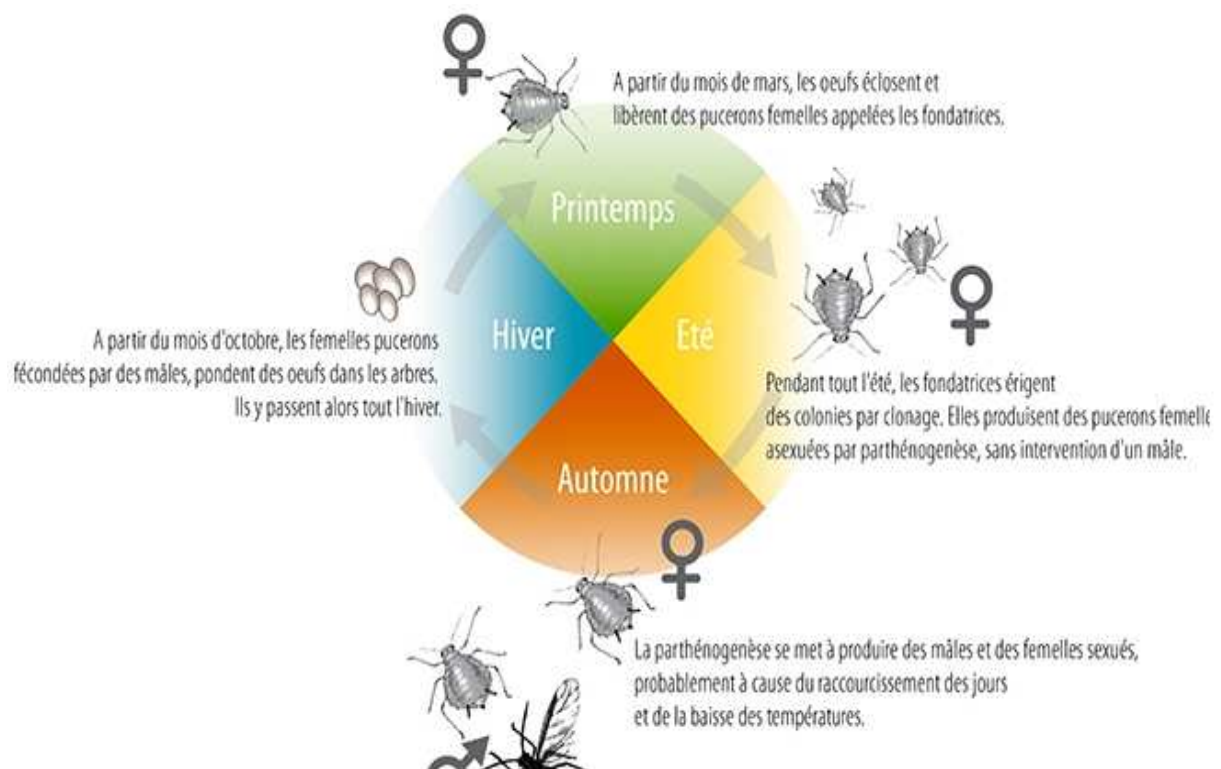 A partir du mois de mars, les oeufs éclosent et
libèrent des pucerons femelles appelées les fondatrices.
Printemps
Hiver
Eté
A partir du mois d'octobre, les femelles pucerons
fécondées par des mâles, pondent des oeufs dans les arbres.
Ils y passent alors tout l'hiver.
Pendant tout l'été, les fondatrices érigent
des colonies par clonage. Elles produisent des pucerons
asexuées par parthénogenèse, sans intervention d'un mâle.
Automne
La parthénogenèse se met à produire des mâles et des femelles sexués,
probablement à cause du raccourcissement des jours
et de la baisse des températures.